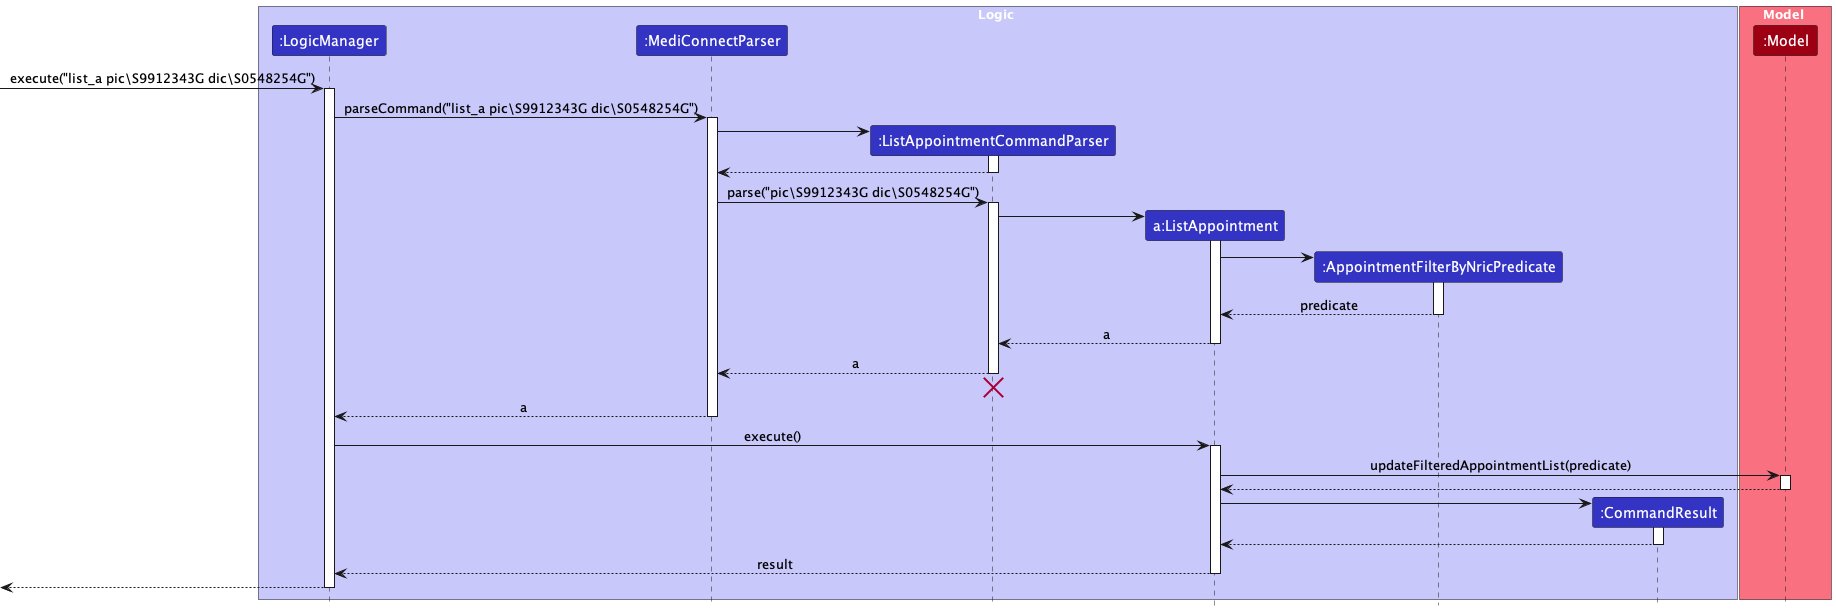 Logic
Model
:LogicManager
:MediConnectParser
:Model
execute("list_a pic\S9912343G dic\S0548254G")
parseCommand("list_a pic\S9912343G dic\S0548254G")
:ListAppointmentCommandParser
parse("pic\S9912343G dic\S0548254G")
a:ListAppointment
:AppointmentFilterByNricPredicate
predicate
a
a
a
execute()
updateFilteredAppointmentList(predicate)
:CommandResult
result